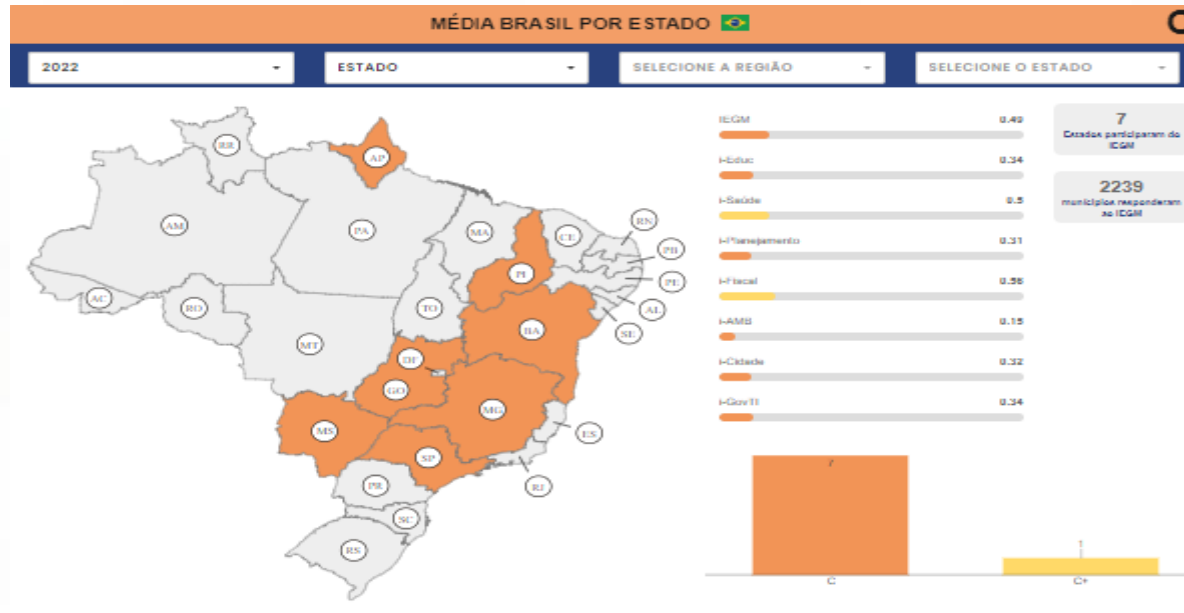 MÉDIA BRASIL POR ESTADO
2022
ESTADO
SELECIONE A REGIÃO
SELECIONE O ESTADO
RR
AP
AM
PA
MA
CE
RN
PB
PE
AL
SE
PI
AC
RO
TO
BA
MT
DF
GO
MG
MS
ES
SP
RJ
PR
SC
RS
IEGM 0.49
i-Educ 0.34
i-Saúde 0.5
i-Planejamento 0.31
i-Fiscal 0.56
i-AMB 0.15
i-Cidade 0.32
i-GovTI 0.34
7
Estados participaram do
IEGM
2239
municípios responderam
ao IEGM
7
1
C
C+